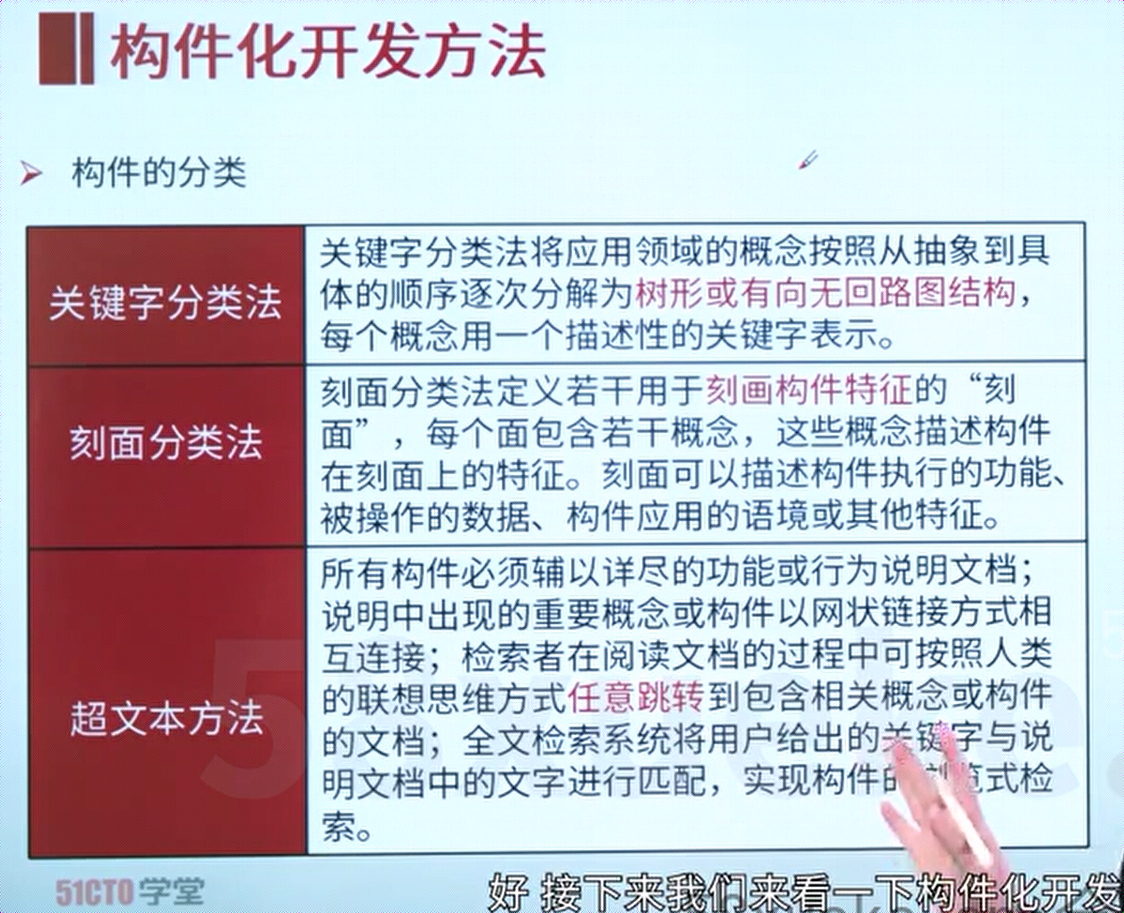 构件化开发方法
构件的分类
关键字分类法
关键字分类法将应用领域的概念按照从抽象到具
体的顺序逐次分解为树形或有向无回路图结构，
每个概念用一个描述性的关键字表示。
刻面分类法
刻面分类法定义若干用于刻画构件特征的“刻
面”，每个面包含若干概念，这些概念描述构件
在刻面上的特征。刻面可以描述构件执行的功能、
被操作的数据、构件应用的语境或其他特征。
超文本方法
所有构件必须辅以详尽的功能或行为说明文档；
说明中出现的重要概念或构件以网状链接方式相
互连接；检索者在阅读文档的过程中可按照人类
的联想思维方式任意跳转到包含相关概念或构件
的文档；全文检索系统将用户给出的关键字与说
明文档中的文字进行匹配，实现构件的浏览式检
索。
51CTO学堂
好 接下来我们来看一下构件化开发